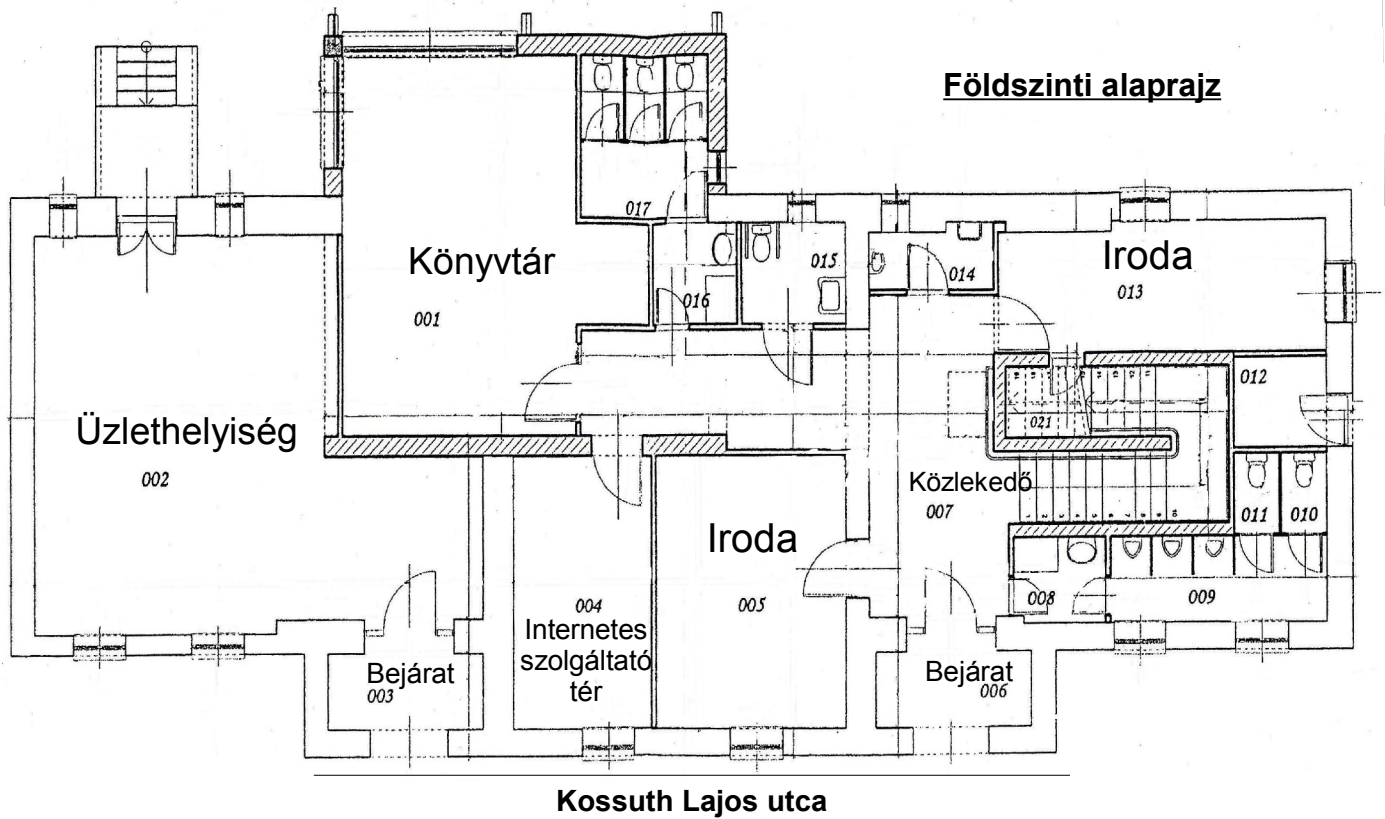 Földszinti alaprajz
017
Könyvtár
001
016
015
014
Iroda
013
012
Üzlethelyiség
002
021
Közlekedő
007
011
010
Iroda
005
004
Internetes
szolgáltató
tér
008
009
Bejárat
003
Bejárat
006
Kossuth Lajos utca